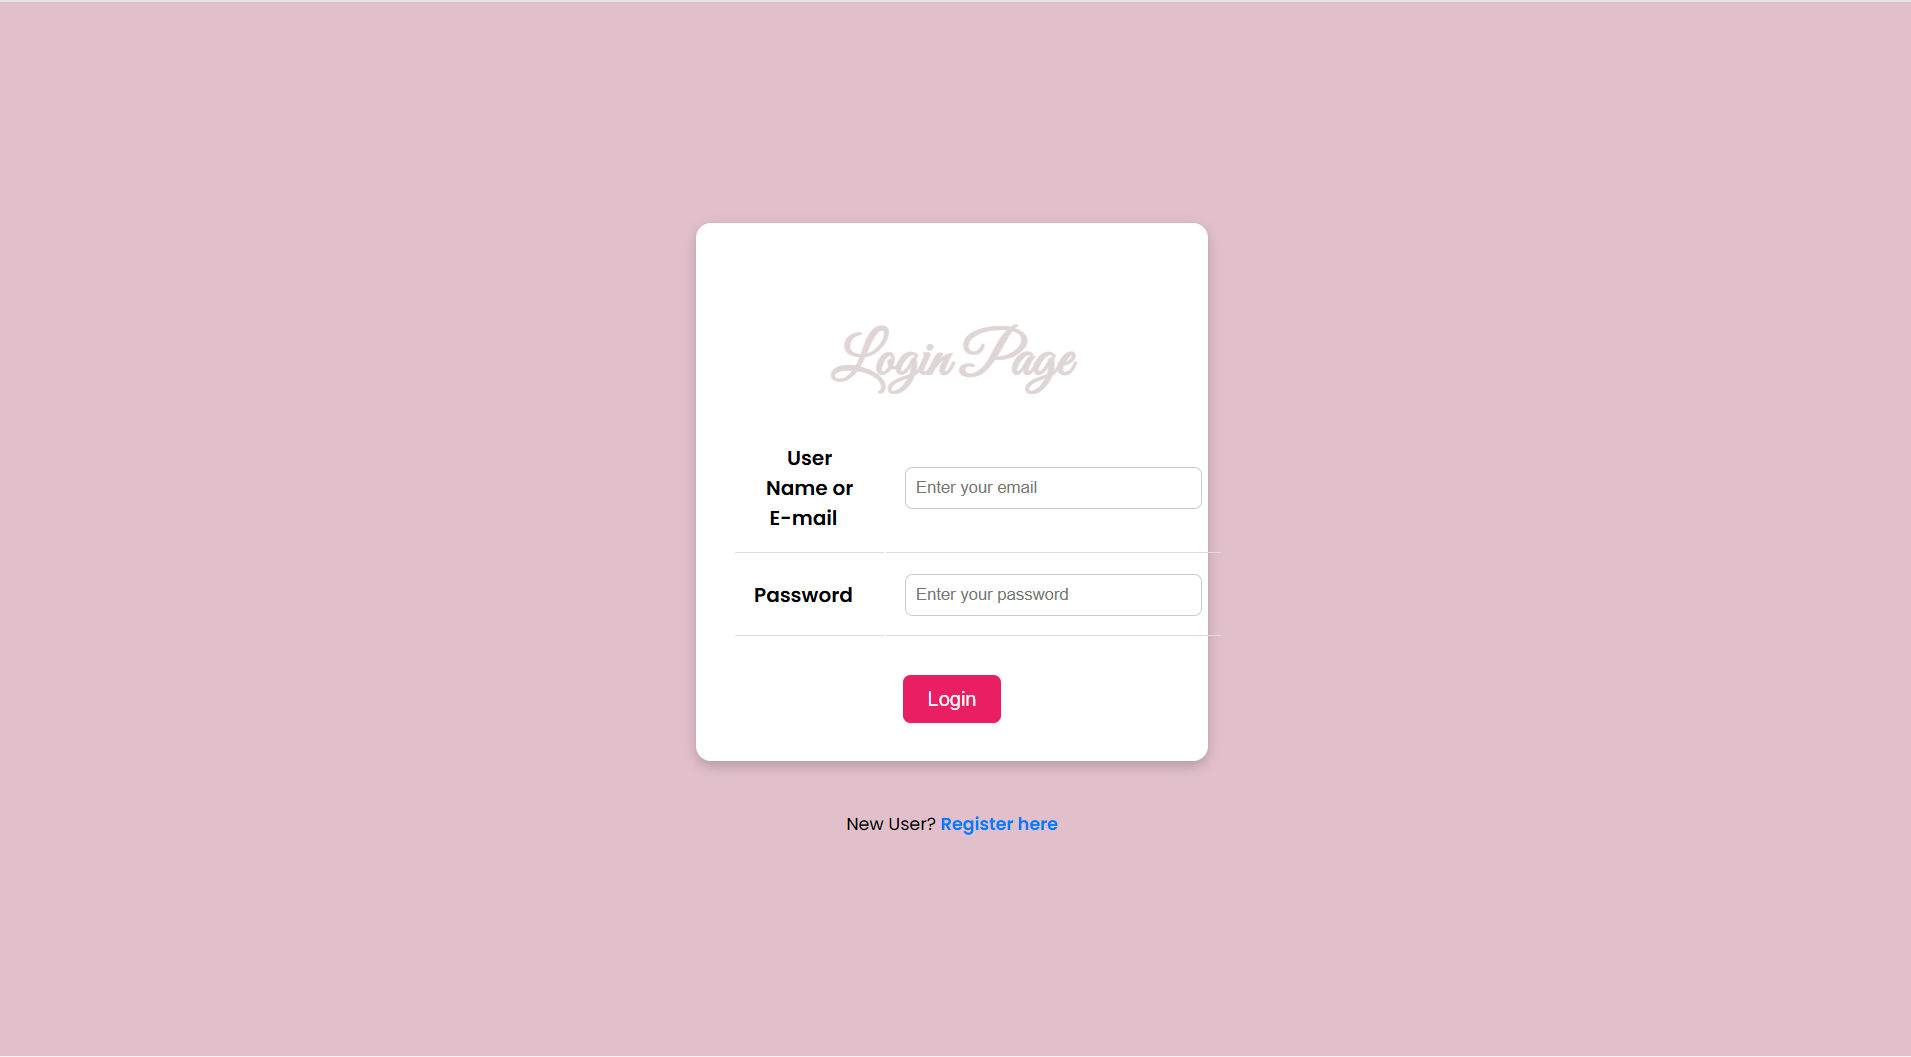 Login Page
User
Name or
E-mail
Enter your email
Password
Enter your password
Login
New User? Register here